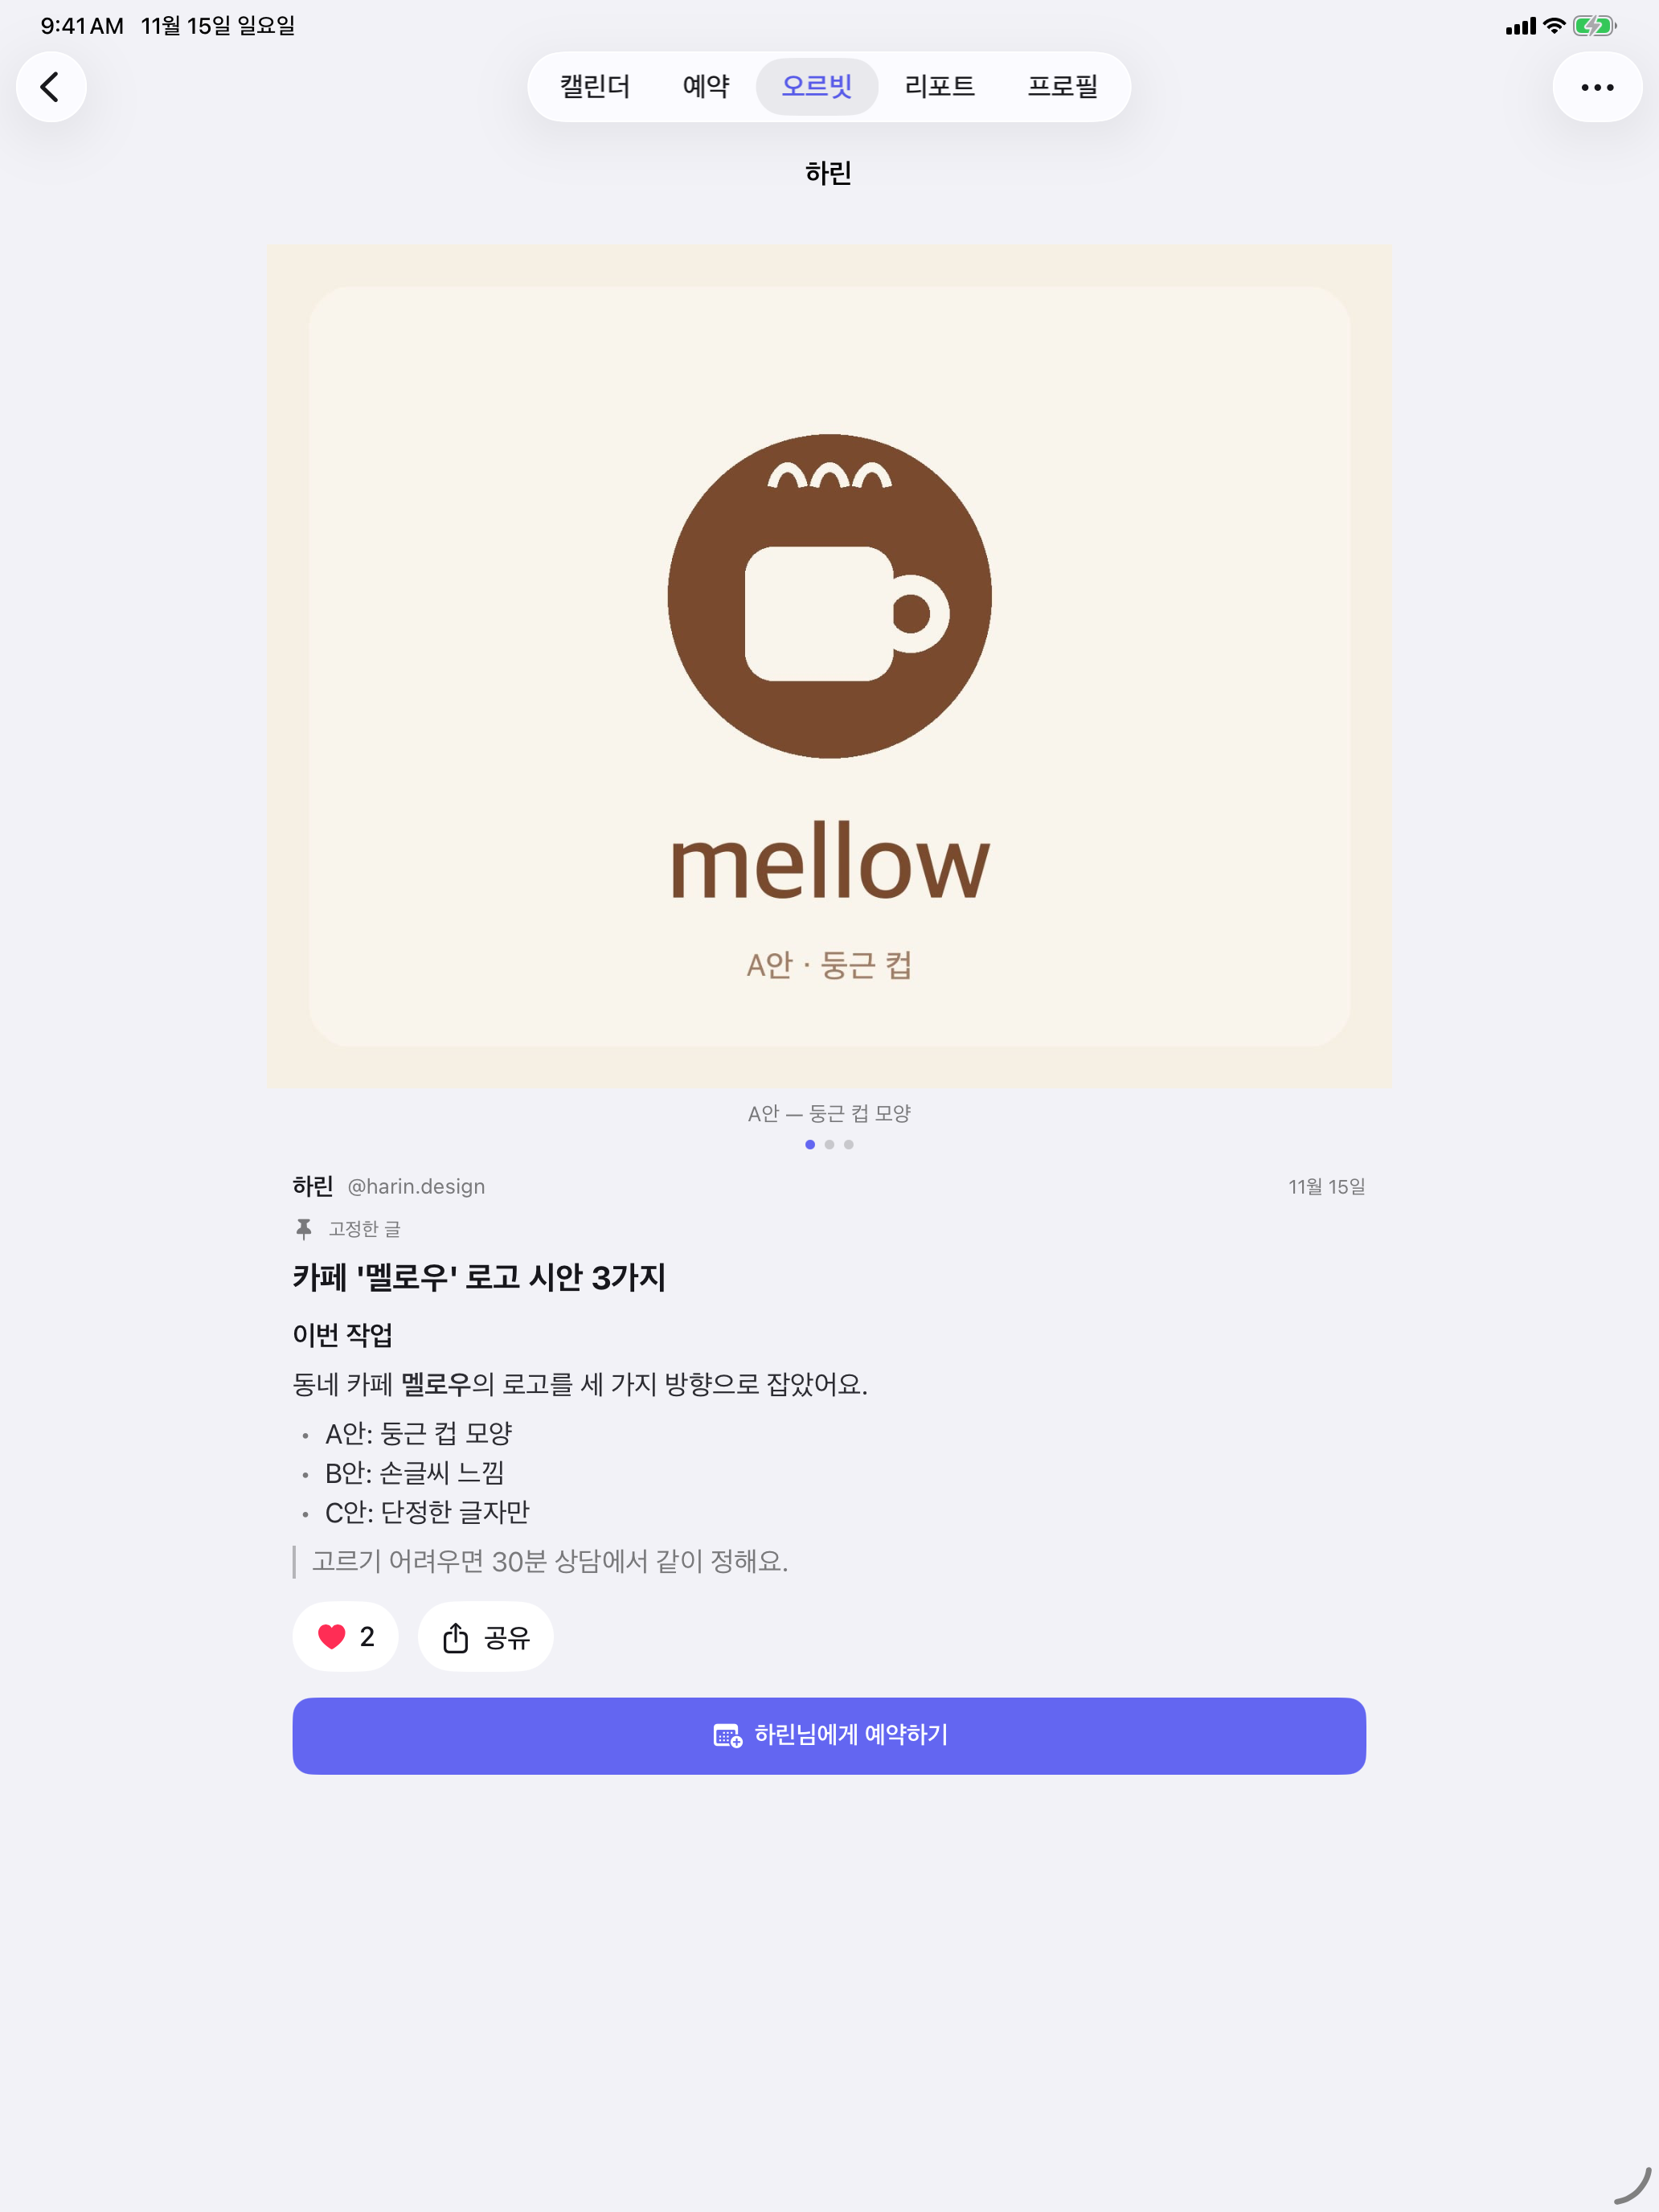 9:41 AM 11월 15일 일요일
캘린더 예약 오르빗 리포트 프로필
하린
mellow
A안 · 둥근 컵
A안 — 둥근 컵 모양
하린 @harin.design 11월 15일
고정한 글
카페 '멜로우' 로고 시안 3가지
이번 작업
동네 카페 멜로우의 로고를 세 가지 방향으로 잡았어요.
• A안: 둥근 컵 모양
• B안: 손글씨 느낌
• C안: 단정한 글자만
고르기 어려우면 30분 상담에서 같이 정해요.
2 공유
하린님에게 예약하기